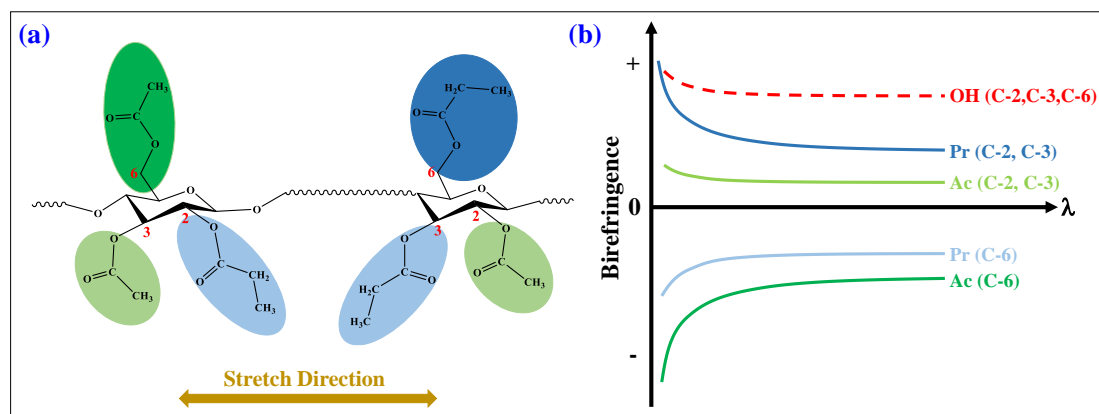 (a)
CH₃
O
O
6
O
O
O
3
2
O
O
O
CH₃
O
O
CH₂
CH₃
H₂C
CH₃
O
O
6
O
O
3
2
O
O
O
H₂C
H₃C
O
O
CH₃
Stretch Direction
(b)
Birefringence
+
0
-
λ
OH (C-2,C-3,C-6)
Pr (C-2, C-3)
Ac (C-2, C-3)
Pr (C-6)
Ac (C-6)